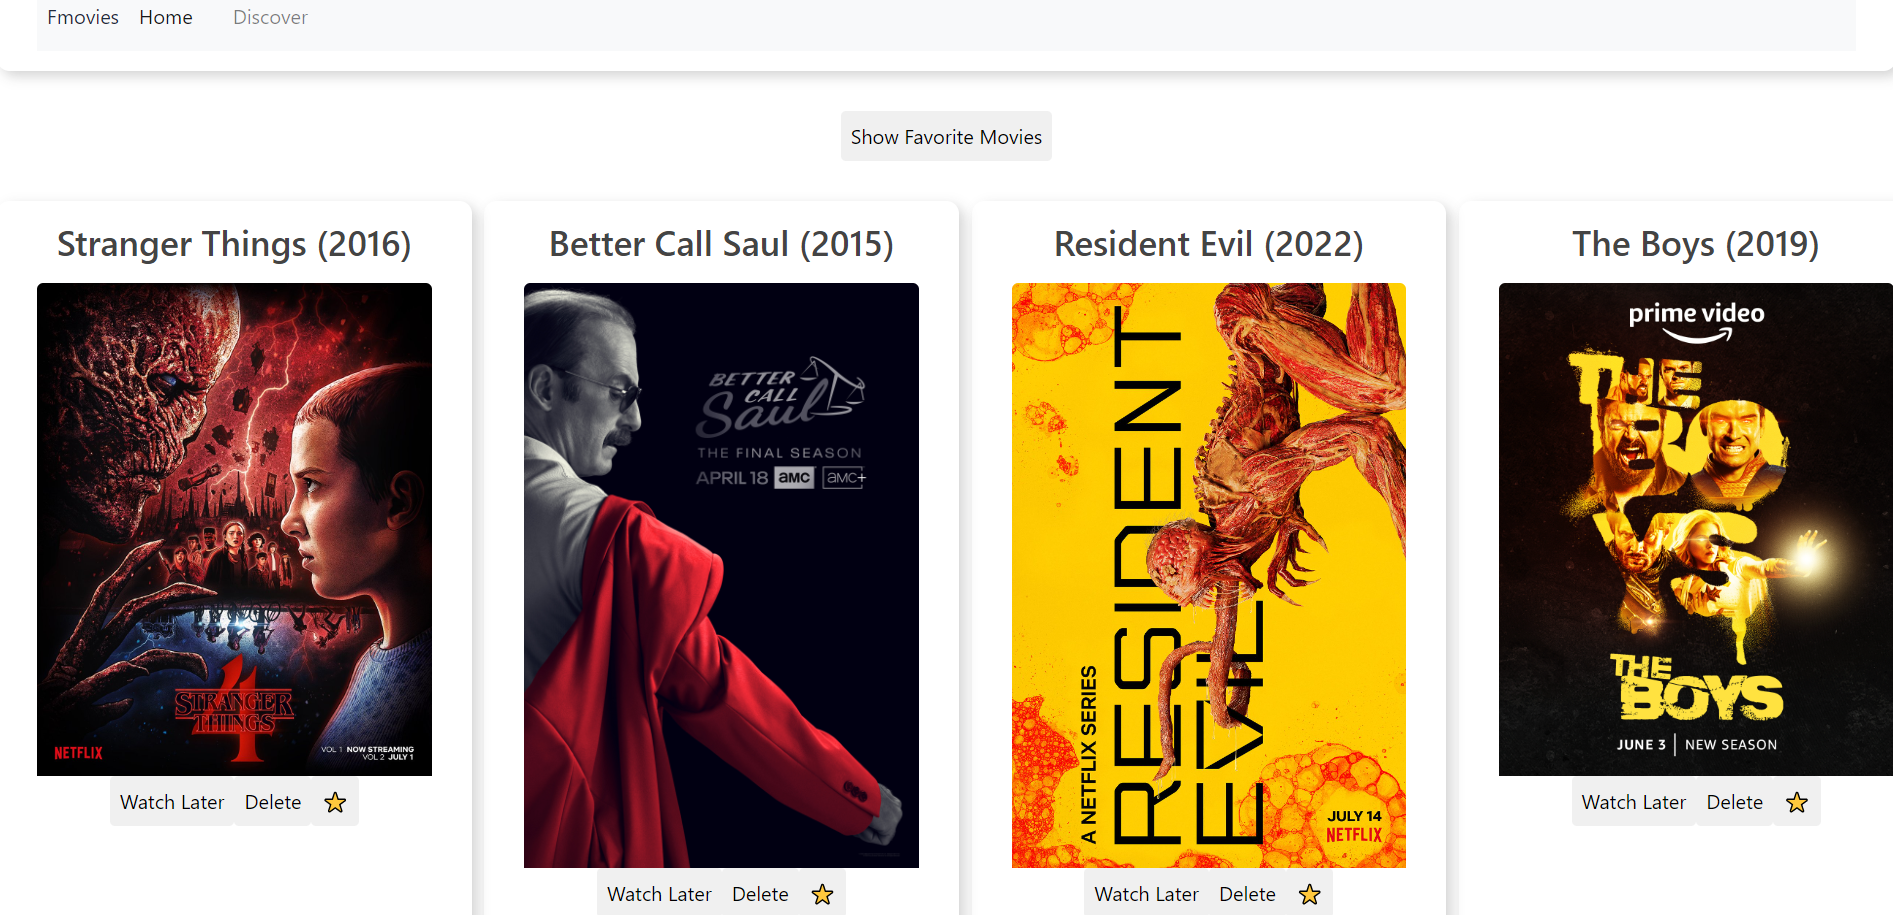 Fmovies Home Discover
Show Favorite Movies
Stranger Things (2016)
STRANGER
THINGS
4
NETFLIX
VOL 1 NOW STREAMING
VOL 2 JULY 1
Watch Later Delete
Better Call Saul (2015)
BETTER
CALL
Saul
THE FINAL SEASON
APRIL 18 aMC aMC+
Watch Later Delete
Resident Evil (2022)
A NETFLIX SERIES
RESIDENT
EVIL
JULY 14
NETFLIX
Watch Later Delete
The Boys (2019)
prime video
THE
BO
YS
THE
BOYS
JUNE 3 | NEW SEASON
Watch Later Delete